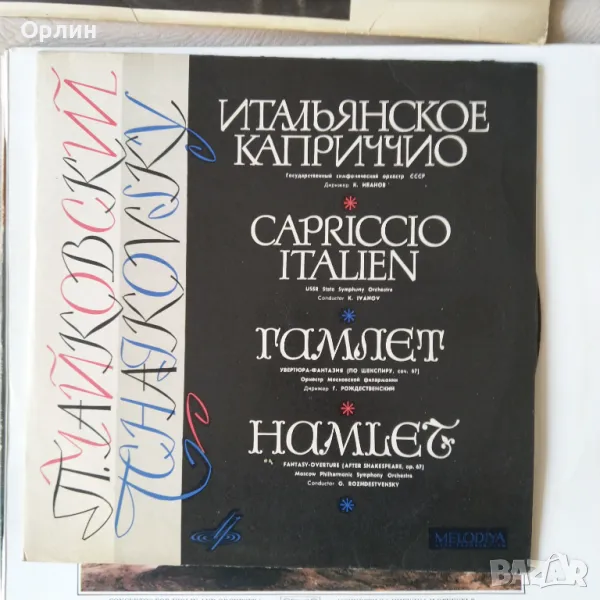 Орлин
П. Чайковский
Tchaikovsky
ИТАЛЬЯНСКОЕ
КАПРИЧЧИО
Государственный симфонический оркестр СССР
Дирижер К. ИВАНОВ
CAPRICCIO
ITALIEN
USSR State Symphony Orchestra
Conductor K. IVANOV
ГАМЛЕТ
УВЕРТЮРА-ФАНТАЗИЯ (ПО ШЕКСПИРУ, соч. 67)
Оркестр Московской филармонии
Дирижер Г. РОЖДЕСТВЕНСКИЙ
HAMLET
FANTASY-OVERTURE (AFTER SHAKESPEARE, op. 67)
Moscow Philharmonic Symphony Orchestra
Conductor G. ROZHDESTVENSKY
MELODIYA
BAZAR